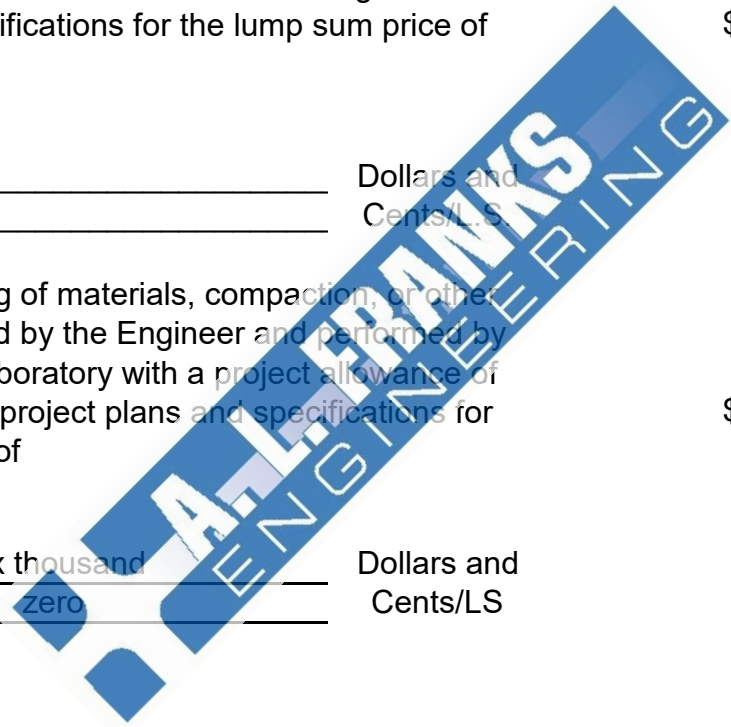 ifications for the lump sum price of
$
Dollars and
Cents/L.S.
g of materials, compaction, or other
d by the Engineer and performed by
boratory with a project allowance of
project plans and specifications for
$
of
x thousand
Dollars and
zero
Cents/LS
A. L. FRANKS
ENGINEERING